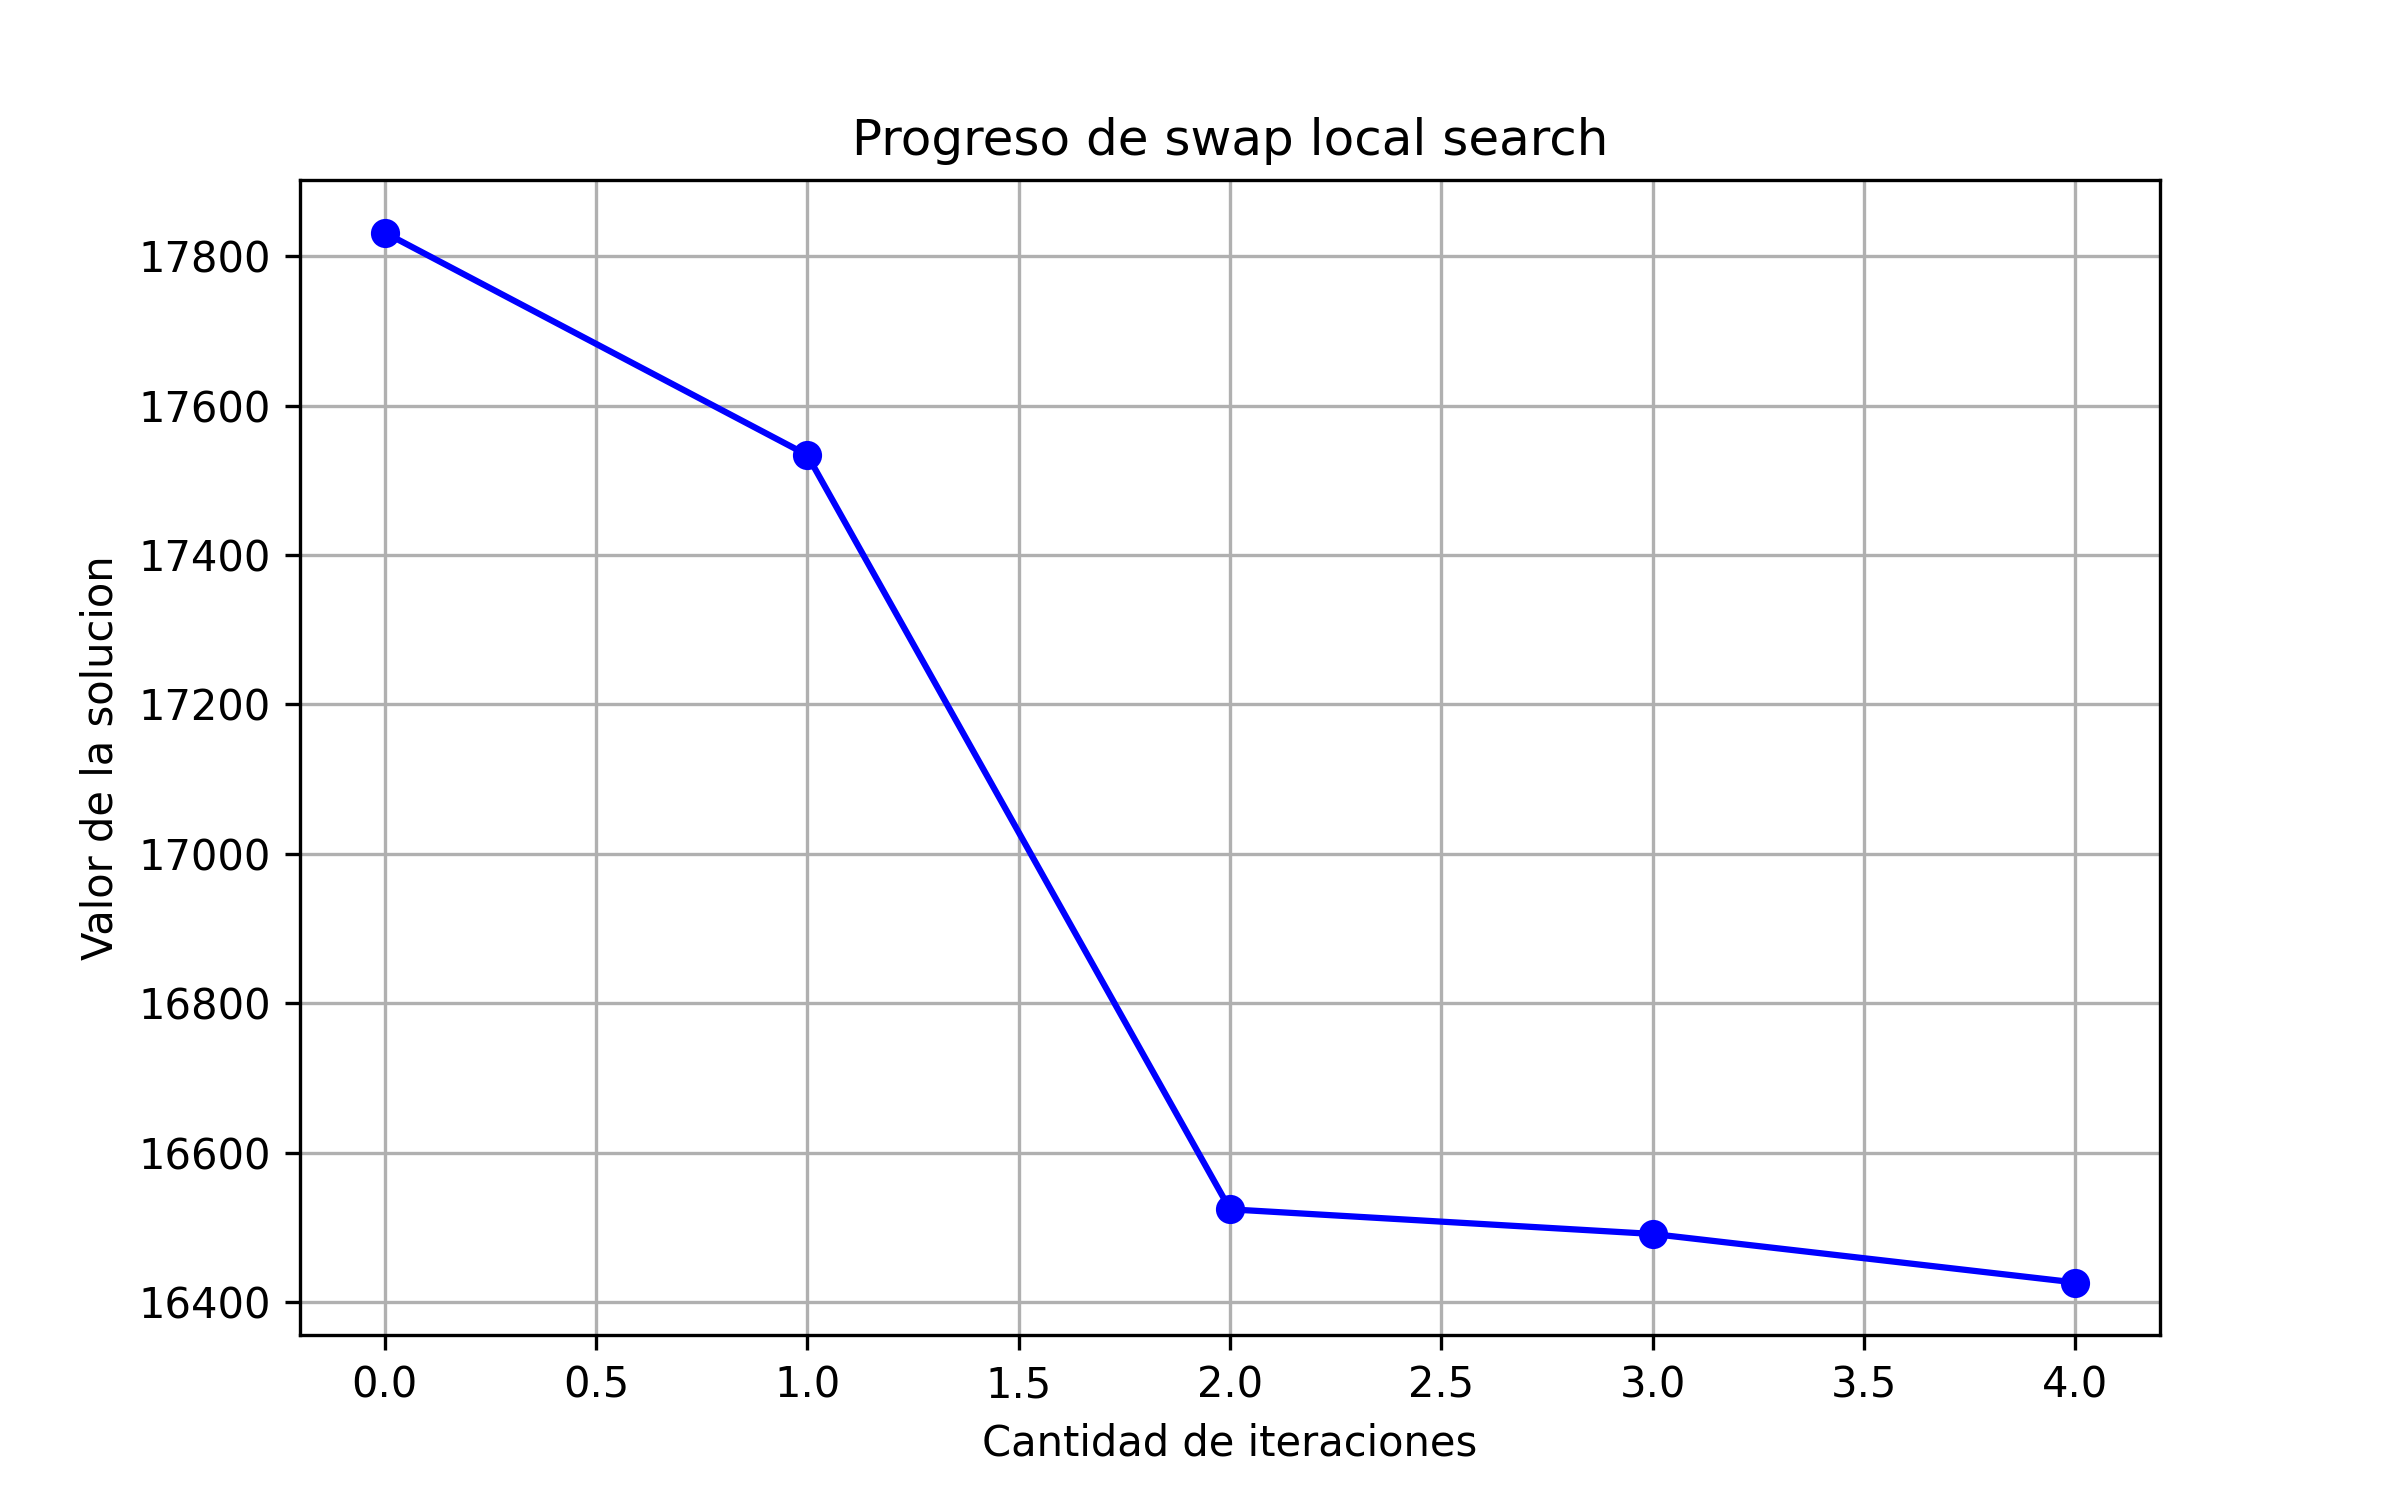 Progreso de swap local search
Valor de la solucion
17800
17600
17400
17200
17000
16800
16600
16400
0.0 0.5 1.0 1.5 2.0 2.5 3.0 3.5 4.0
Cantidad de iteraciones